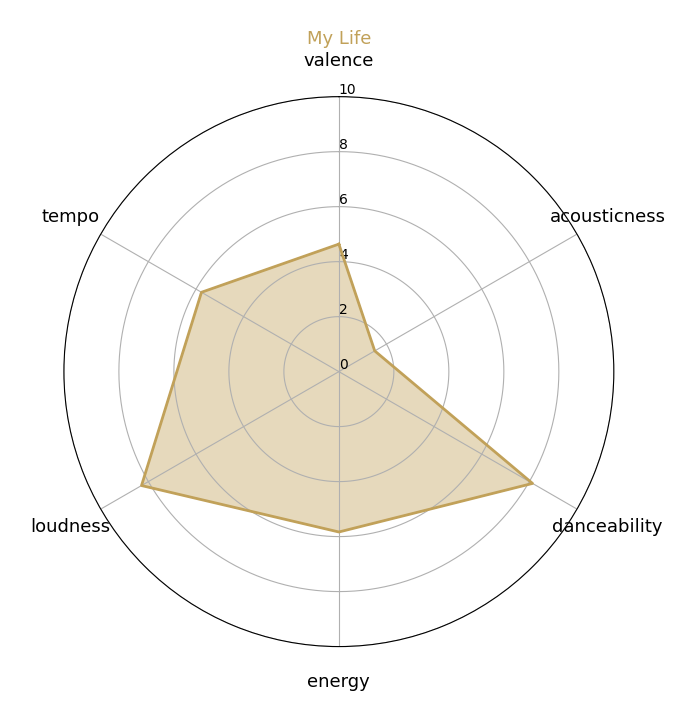 My Life
valence
10
8
tempo
acousticness
6
4
2
0
loudness
danceability
energy